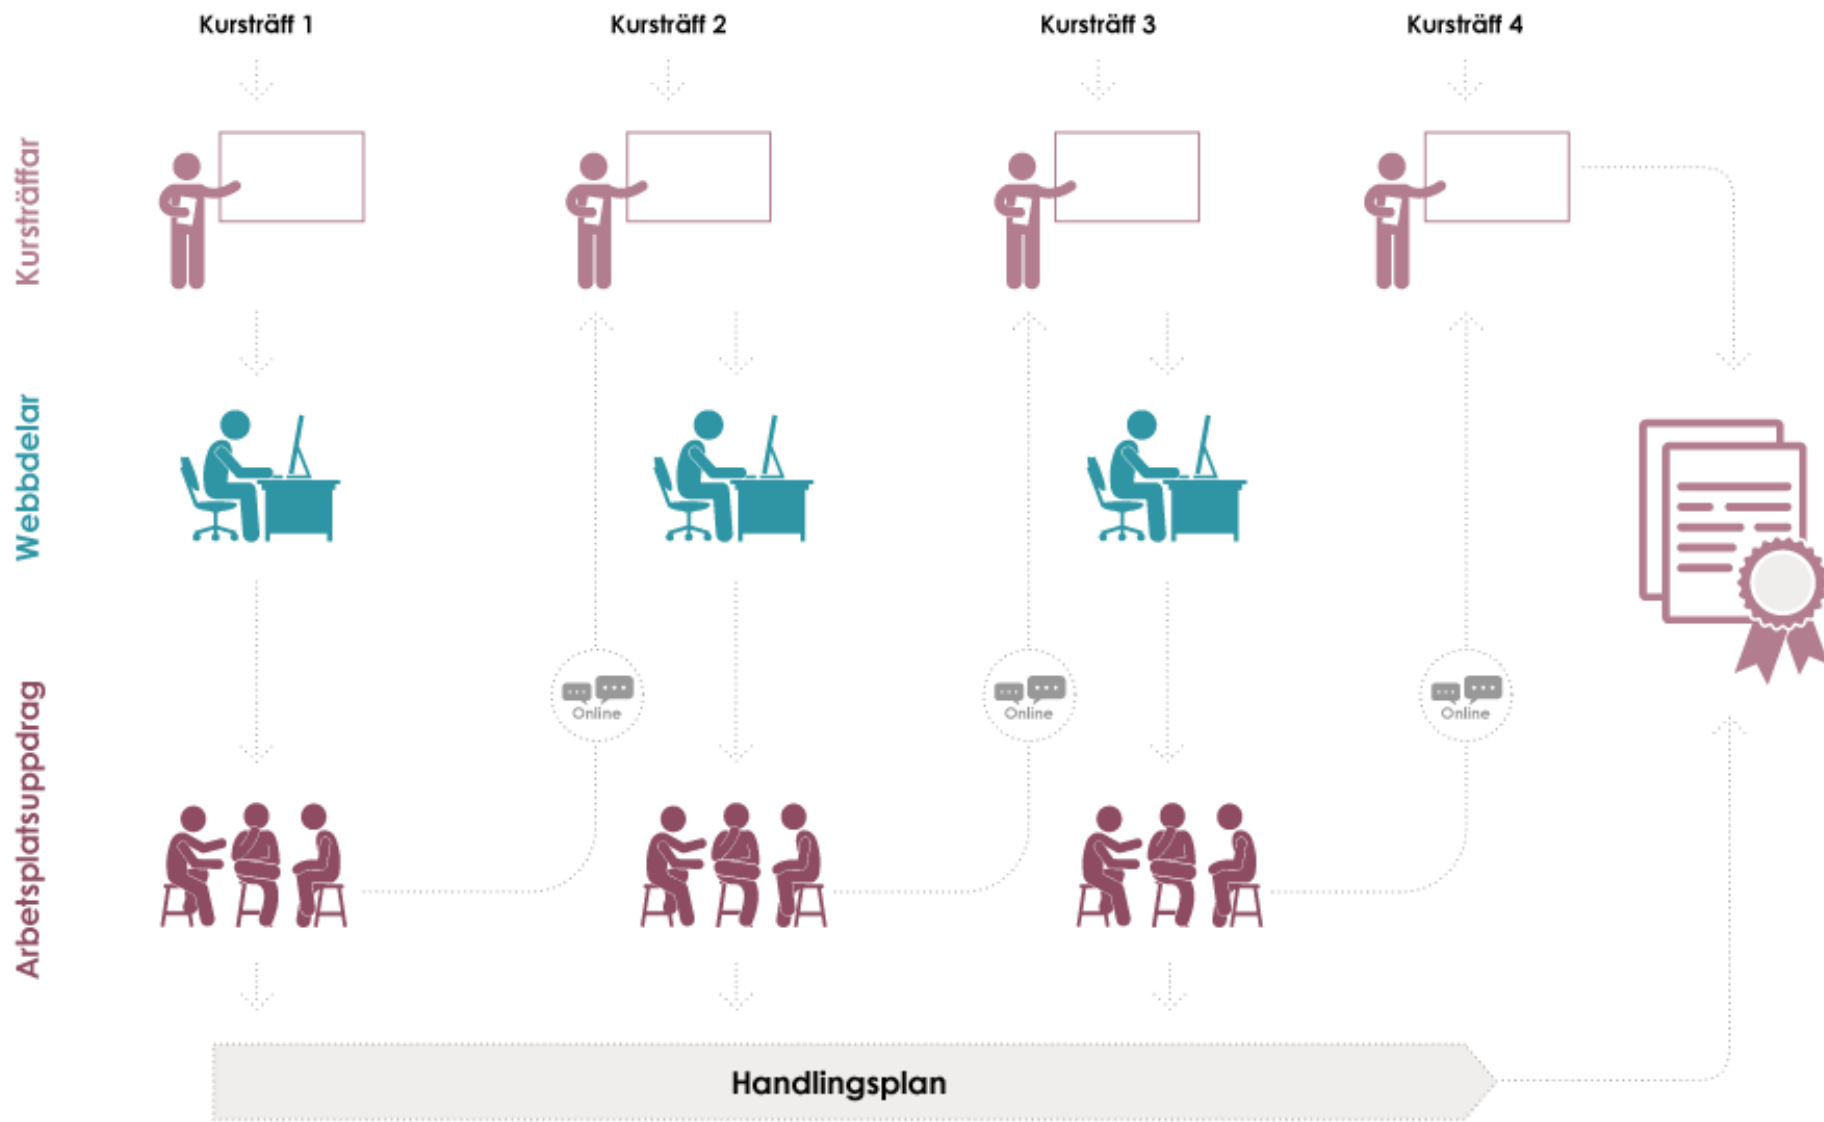 Kursträff 1
Kursträff 2
Kursträff 3
Kursträff 4
Kursträffar
Webbdelar
Online
Online
Online
Arbetsplatsuppdrag
Handlingsplan